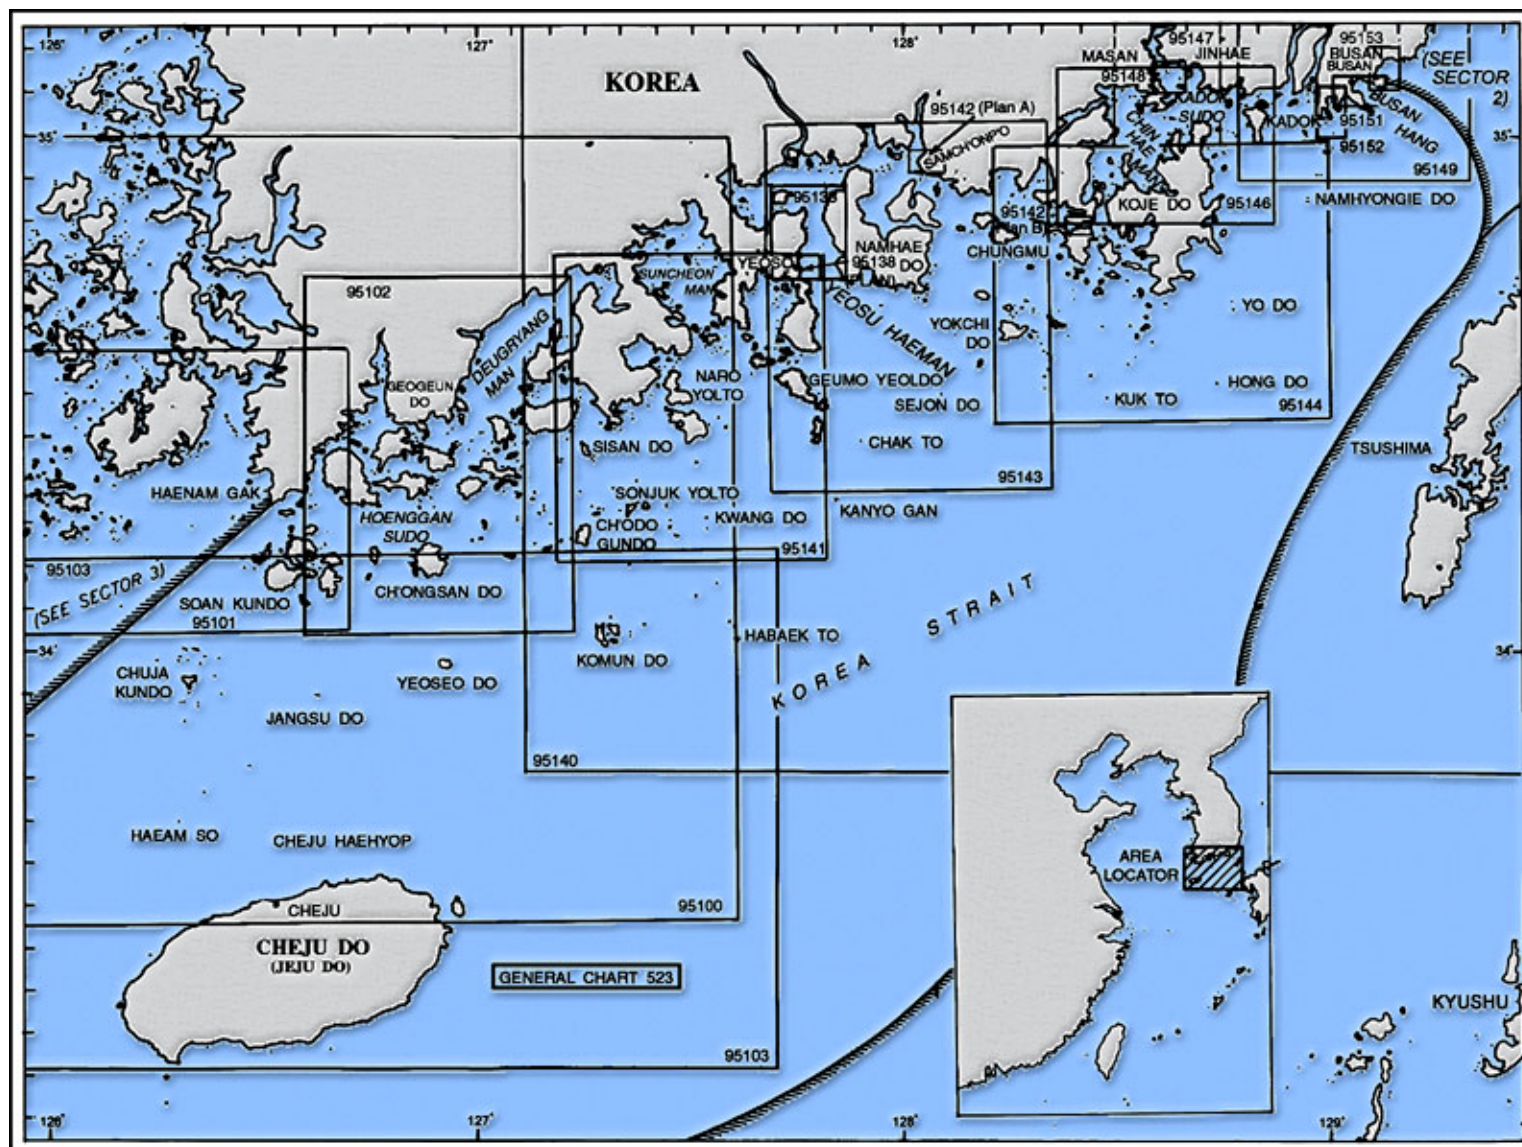 126°
127°
128°
95147
JINHAE
95153
BUSAN
BUSAN
(SEE
SECTOR
2)
MASAN
95148
KOREA
KADOK
SUDO
BUSAN
HANG
95142 (Plan A)
SAMCH'ONPO
CHIN
HAE
MAN
KADOK
95151
95152
35°
35°
95149
95142
KOJE DO
95146
NAMHYONGIE DO
CHUNGMU
NAMHAE
DO
95138
YEOSU
SUNCHEON
MAN
95102
YEOSU HAEMAN
YO DO
YOKCHI
DO
DEUGRYANG
MAN
GEOGEUN
DO
NARO
YOLTO
GEUMO YEOLDO
SEJON DO
HONG DO
KUK TO
95144
SISAN DO
CHAK TO
TSUSHIMA
95143
HAENAM GAK
SONJUK YOLTO
KANYO GAN
HOENGGAN
SUDO
CH'ODO
GUNDO
KWANG DO
95141
95103
(SEE SECTOR 3)
SOAN KUNDO
95101
CH'ONGSAN DO
KOREA STRAIT
HABAEK TO
34°
34°
KOMUN DO
CHUJA
KUNDO
YEOSEO DO
JANGSU DO
95140
HAEAM SO
CHEJU HAEHYOP
AREA
LOCATOR
CHEJU
95100
CHEJU DO
(JEJU DO)
GENERAL CHART 523
KYUSHU
95103
126°
127°
128°
129°